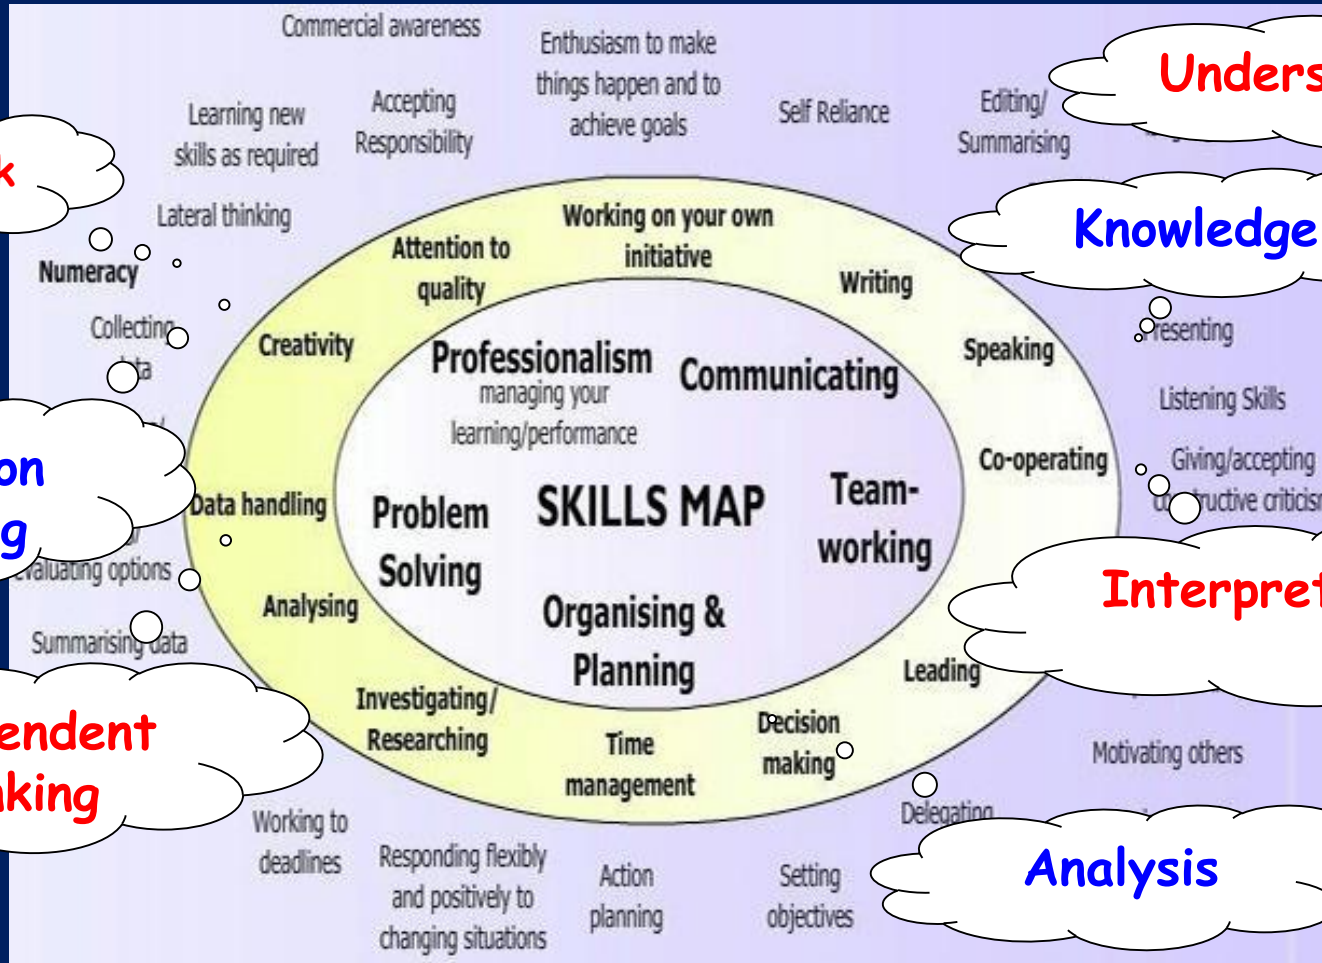 Commercial awareness
Enthusiasm to make
things happen and to
achieve goals
Learning new
skills as required
Accepting
Responsibility
Self Reliance
Editing/
Summarising
Lateral thinking
Numeracy
Collecting
evaluating options
Summarising data
Working on your own
initiative
Attention to
quality
Writing
Creativity
Speaking
Co-operating
Data handling
Analysing
Investigating/
Researching
Time
management
Decision
making
Leading
Professionalism
managing your
learning/performance
Communicating
SKILLS MAP
Problem
Solving
Team-
working
Organising &
Planning
Knowledge
Presenting
Listening Skills
Giving/accepting
Motivating others
Delegating
Analysis
Working to
deadlines
Responding flexibly
and positively to
changing situations
Action
planning
Setting
objectives